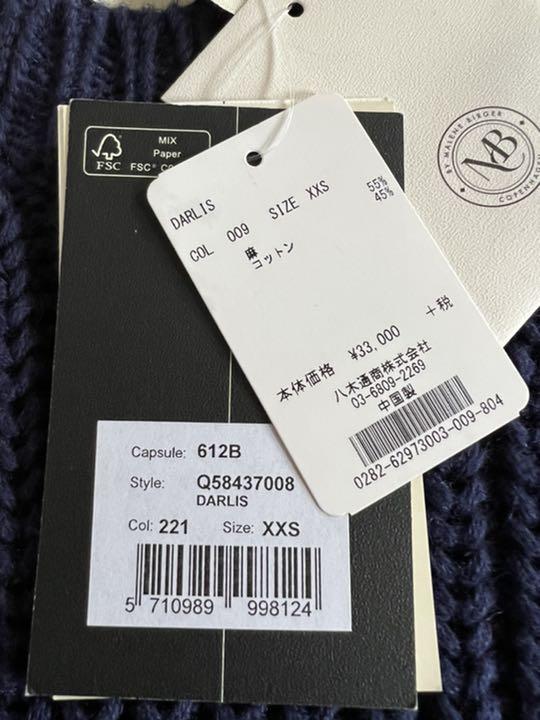 BY MALENE BIRGER
MB
COPENHAGEN
MIX
Paper
FSC
FSC®
DARLIS
COL 009 SIZE XXS
麻 55%
コットン 45%
本体価格 ¥33,000 +税
八木通商株式会社
03-6809-2269
中国製
0282-62973003-009-804
Capsule: 612B
Style: Q58437008
DARLIS
Col: 221 Size: XXS
5 710989 998124